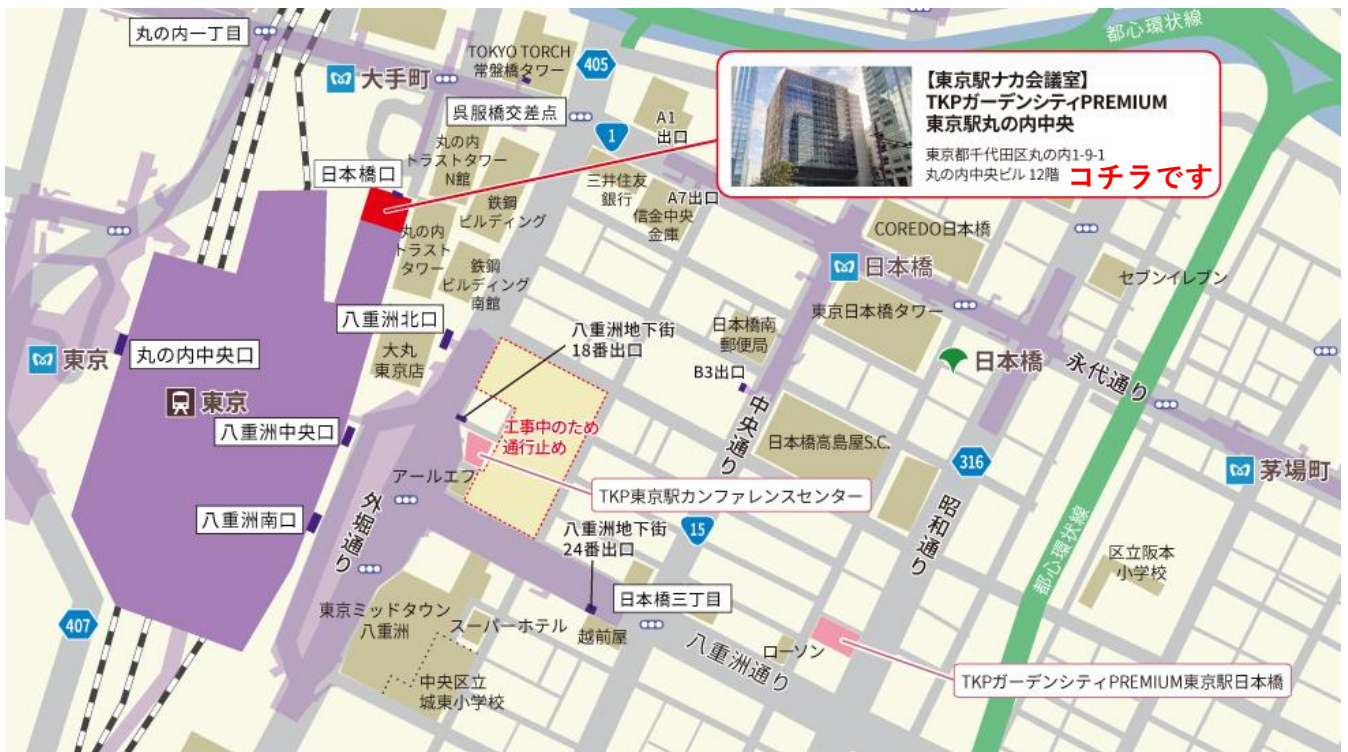 丸の内一丁目
大手町
TOKYO TORCH
常盤橋タワー
405
都心環状線
呉服橋交差点
1
A1
出口
【東京駅ナカ会議室】
TKPガーデンシティPREMIUM
東京駅丸の内中央
東京都千代田区丸の内1-9-1
丸の内中央ビル 12階
コチラです
丸の内
トラストタワー
N館
日本橋口
三井住友
銀行
A7出口
信金中央
金庫
鉄鋼
ビルディング
丸の内
トラスト
タワー
COREDO日本橋
日本橋
セブンイレブン
鉄鋼
ビルディング
南館
八重洲北口
八重洲地下街
18番出口
日本橋南
郵便局
東京日本橋タワー
東京
丸の内中央口
大丸
東京店
B3出口
日本橋
永代通り
東京
八重洲中央口
工事中のため
通行止め
中央通り
日本橋高島屋S.C.
316
茅場町
アールエフ
TKP東京駅カンファレンスセンター
八重洲南口
外堀通り
八重洲地下街
24番出口
15
昭和通り
都心環状線
区立阪本
小学校
407
東京ミッドタウン
八重洲
スーパーホテル
越前屋
日本橋三丁目
八重洲通り
ローソン
TKPガーデンシティPREMIUM東京駅日本橋
中央区立
城東小学校